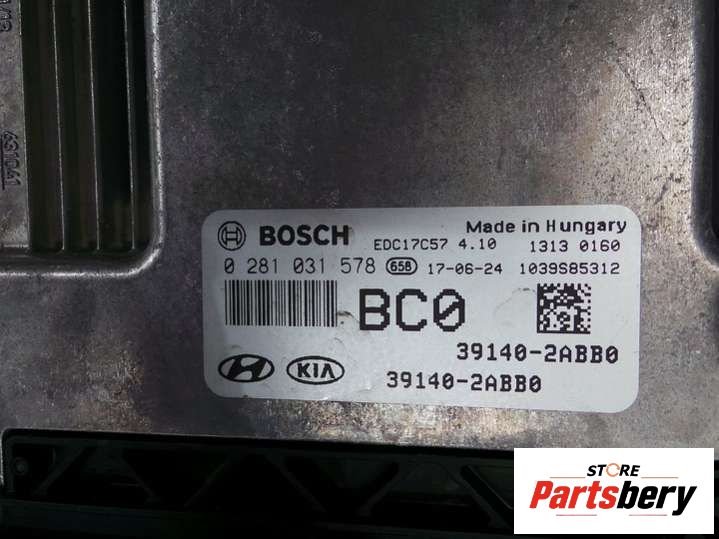 BOSCH EDC17C57 4.10 Made in Hungary
1313 0160
0 281 031 578 65B 17-06-24 1039S85312
BC0
39140-2ABB0
KIA 39140-2ABB0
STORE
Partsbery